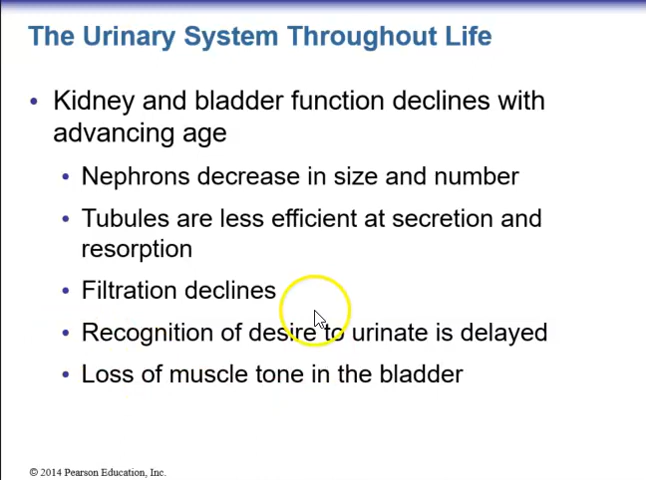 The Urinary System Throughout Life
• Kidney and bladder function declines with
advancing age
• Nephrons decrease in size and number
• Tubules are less efficient at secretion and
resorption
• Filtration declines
• Recognition of desire to urinate is delayed
• Loss of muscle tone in the bladder
© 2014 Pearson Education, Inc.